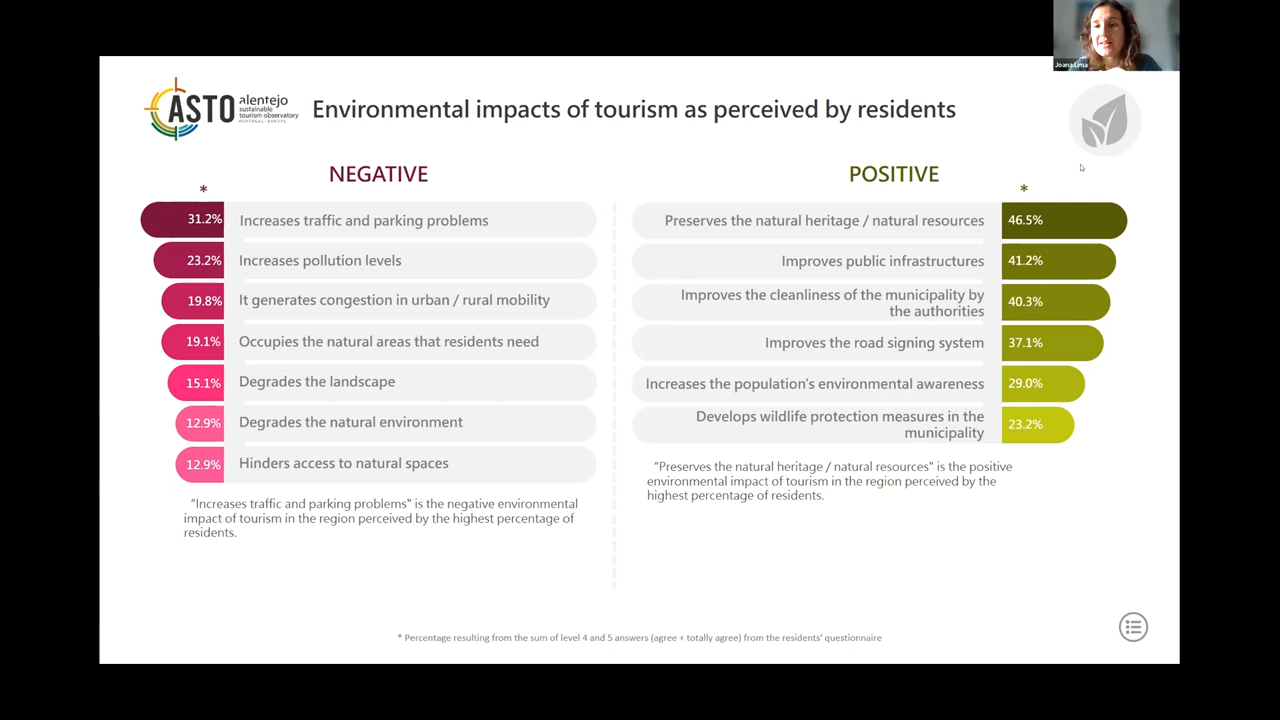 Joana Lima
ASTO
alentejo
sustainable
tourism observatory
PORTUGAL · EUROPE
Environmental impacts of tourism as perceived by residents
NEGATIVE
*
31.2% Increases traffic and parking problems
23.2% Increases pollution levels
19.8% It generates congestion in urban / rural mobility
19.1% Occupies the natural areas that residents need
15.1% Degrades the landscape
12.9% Degrades the natural environment
12.9% Hinders access to natural spaces
"Increases traffic and parking problems" is the negative environmental
impact of tourism in the region perceived by the highest percentage of
residents.
POSITIVE
*
Preserves the natural heritage / natural resources 46.5%
Improves public infrastructures 41.2%
Improves the cleanliness of the municipality by
the authorities 40.3%
Improves the road signing system 37.1%
Increases the population's environmental awareness 29.0%
Develops wildlife protection measures in the
municipality 23.2%
"Preserves the natural heritage / natural resources" is the positive
environmental impact of tourism in the region perceived by the
highest percentage of residents.
* Percentage resulting from the sum of level 4 and 5 answers (agree + totally agree) from the residents' questionnaire